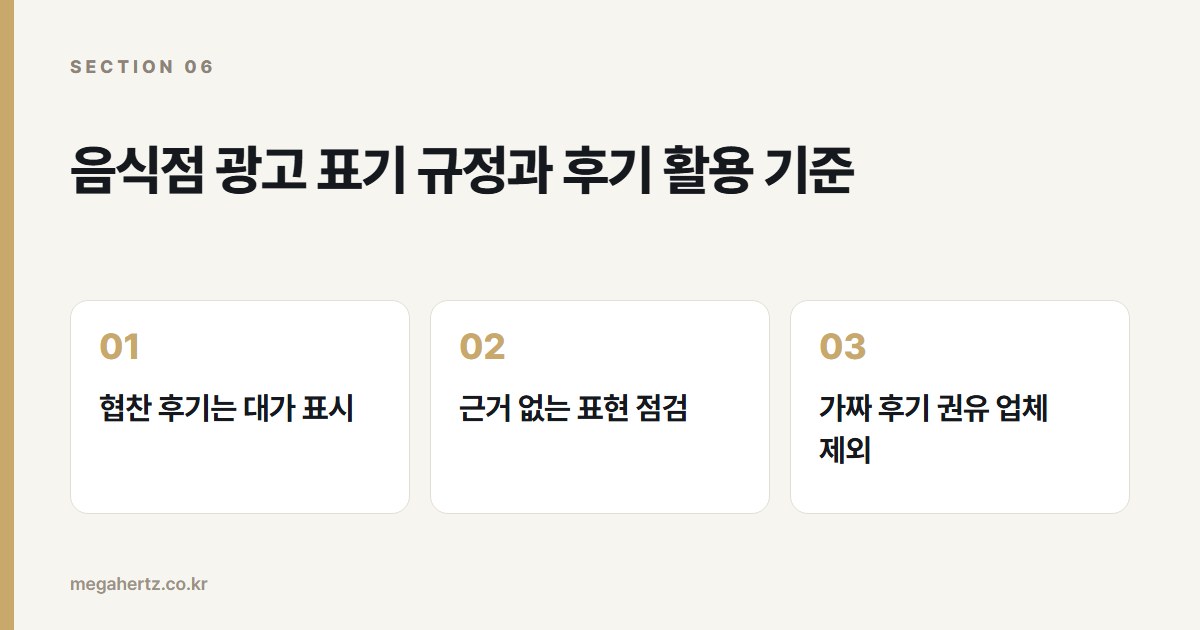 SECTION 06
음식점 광고 표기 규정과 후기 활용 기준
01
협찬 후기는 대가 표시
02
근거 없는 표현 점검
03
가짜 후기 권유 업체
제외
megahertz.co.kr